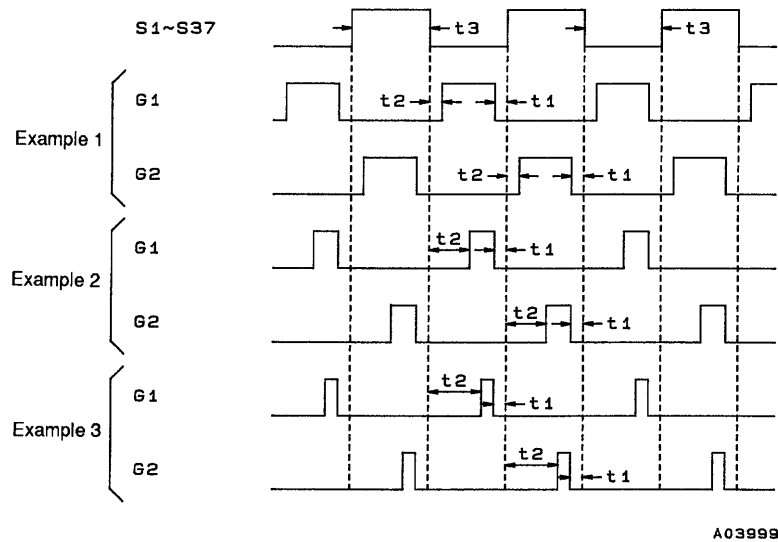 S1~S37
t3
t3
Example 1
G1
t2
t1
G2
t2
t1
Example 2
G1
t2
t1
G2
t2
t1
Example 3
G1
t2
t1
G2
t2
t1
A03999